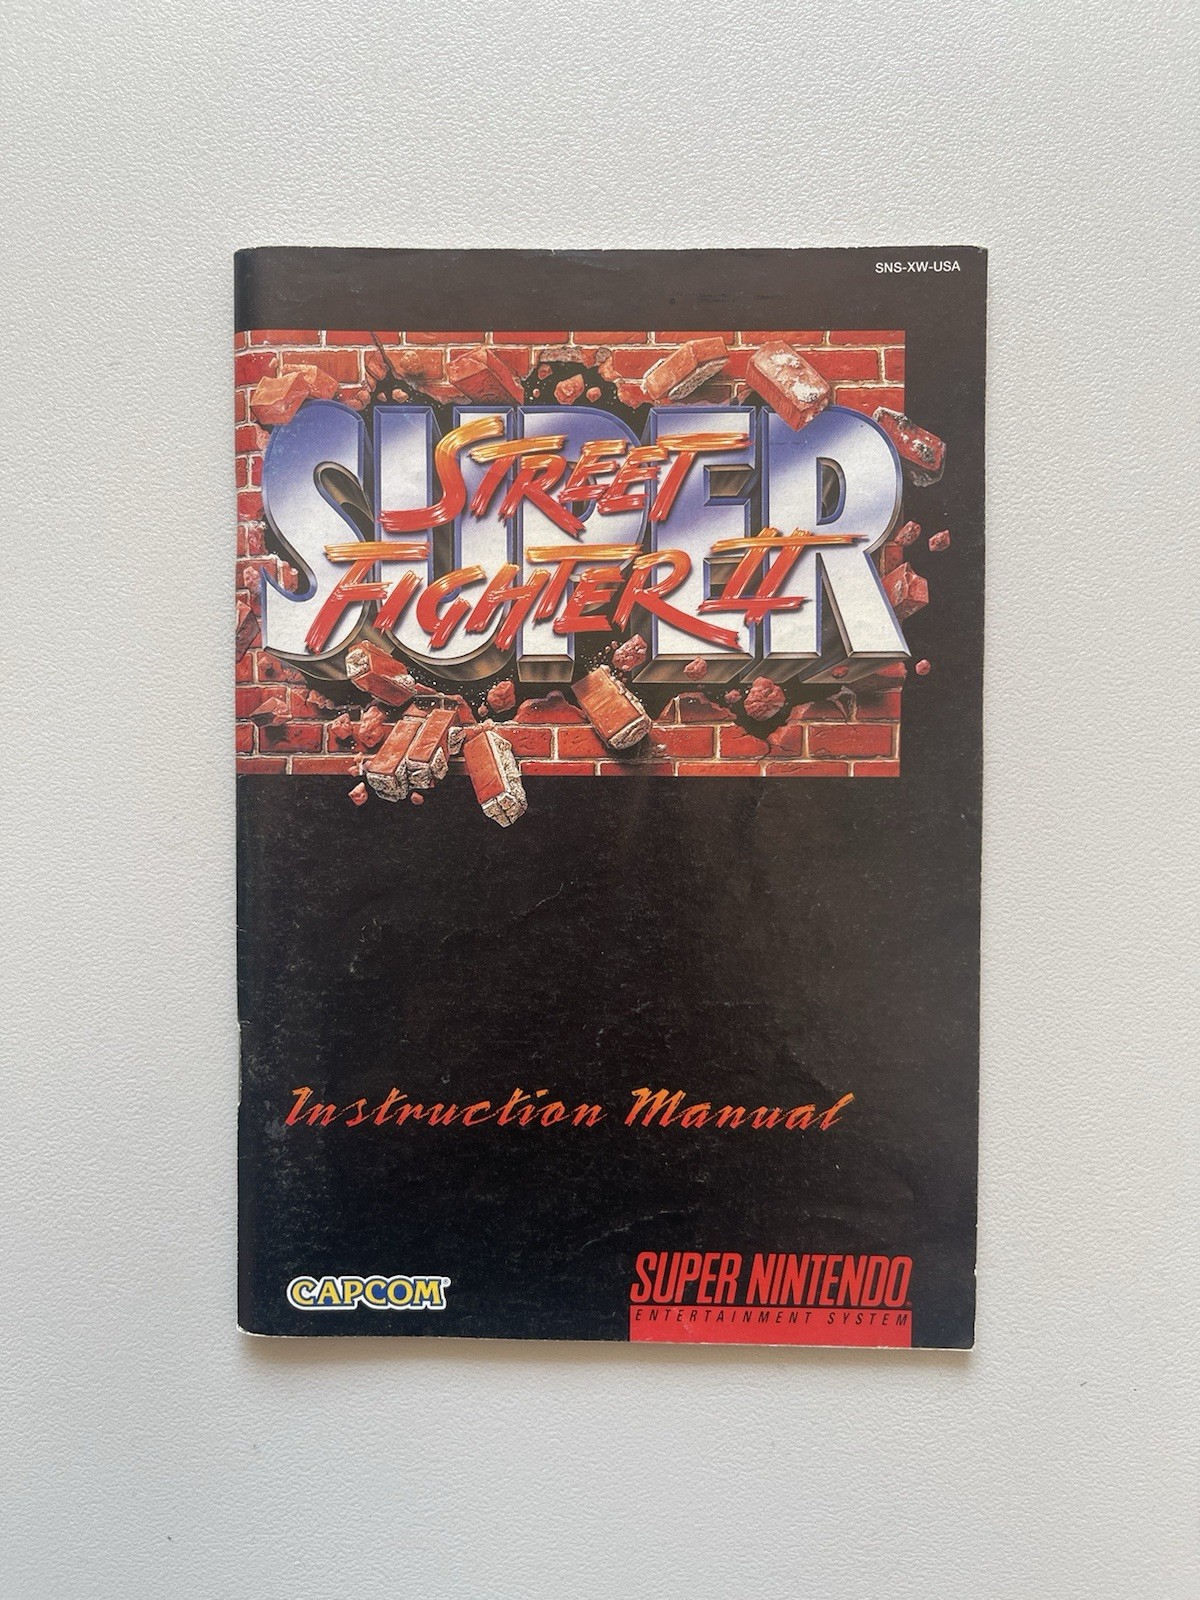 SNS-XW-USA
SUPER
STREET
FIGHTER II
Instruction Manual
CAPCOM®
SUPER NINTENDO
ENTERTAINMENT SYSTEM